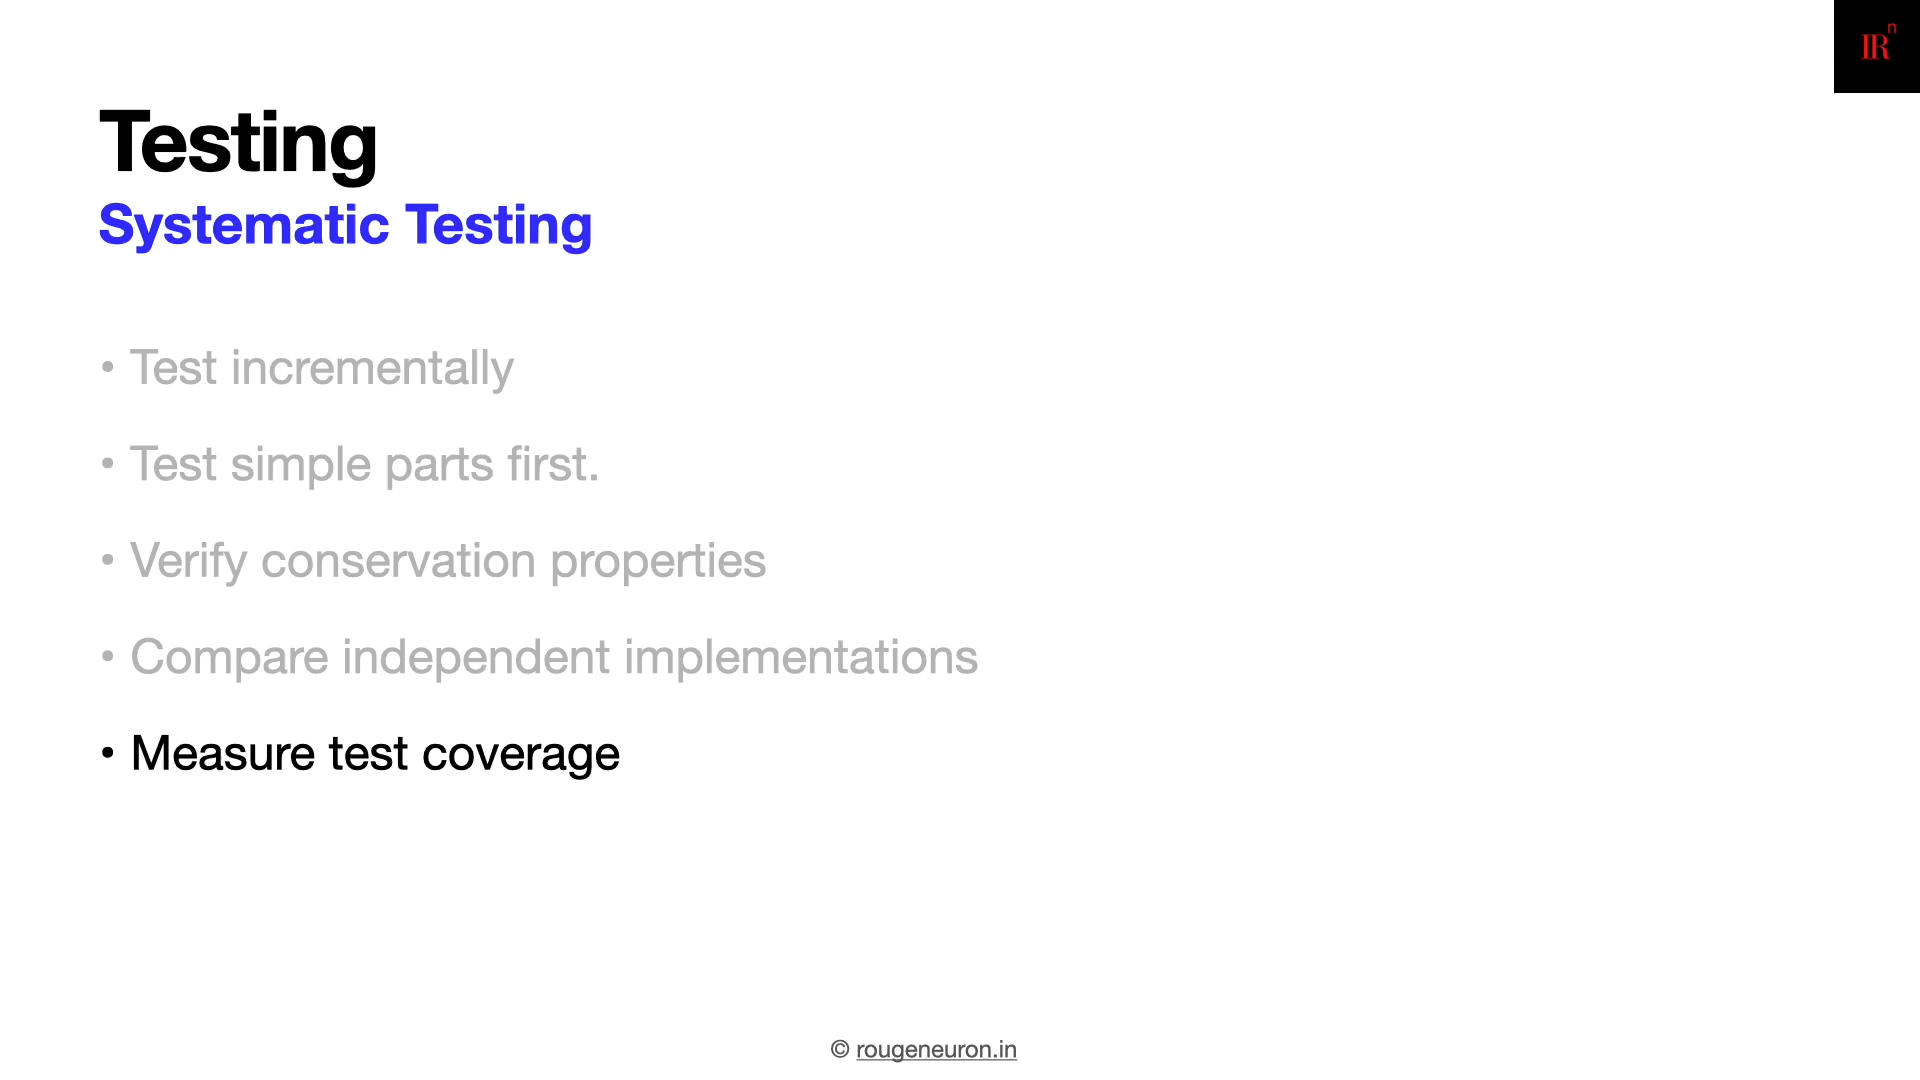 IRⁿ
Testing
Systematic Testing
• Test incrementally
• Test simple parts first.
• Verify conservation properties
• Compare independent implementations
• Measure test coverage
© rougeneuron.in